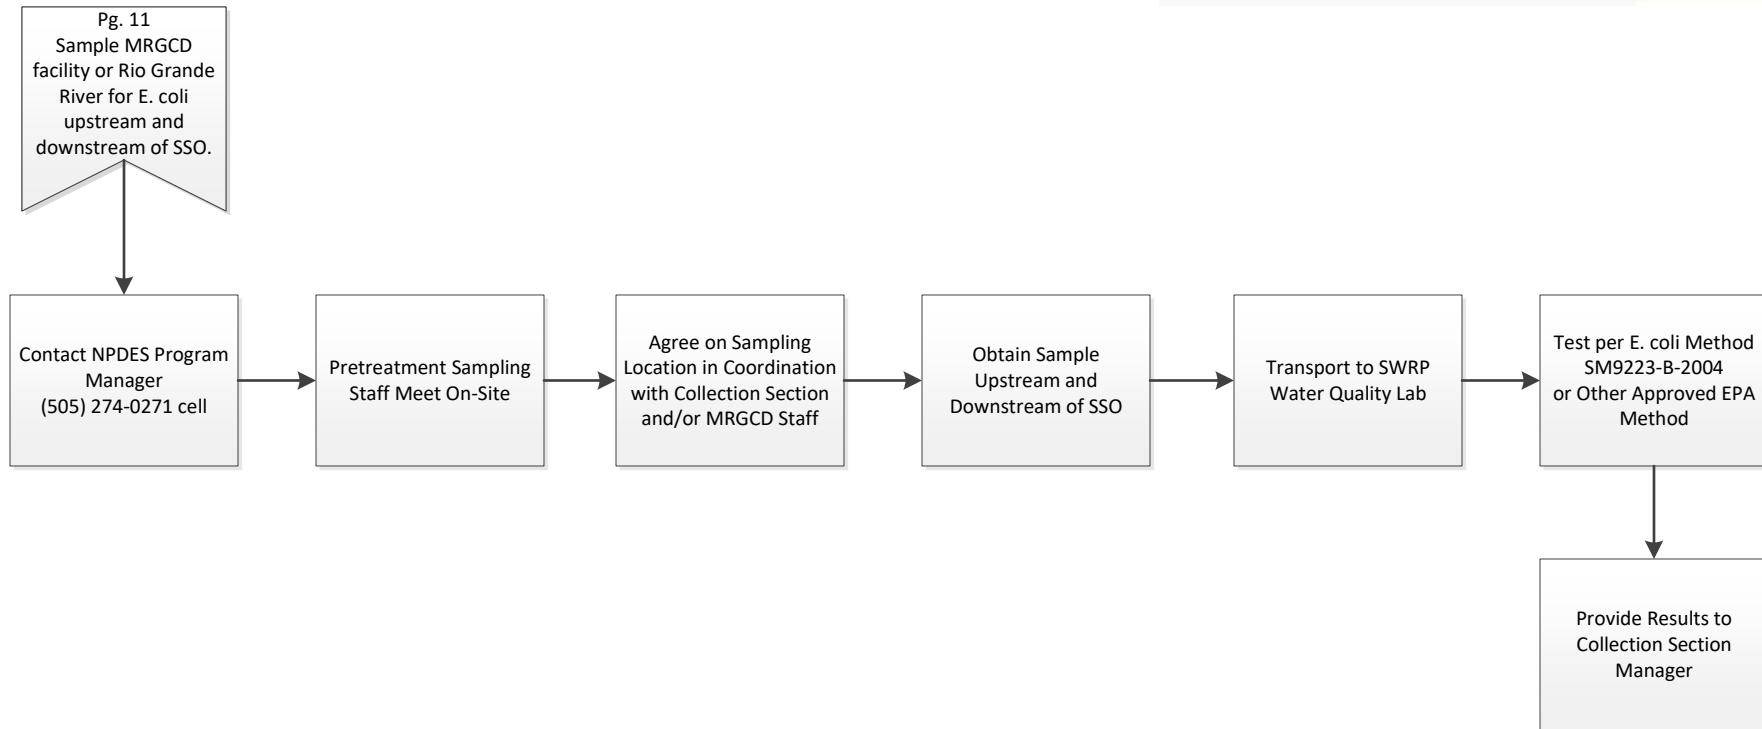 Pg. 11
Sample MRGCD
facility or Rio Grande
River for E. coli
upstream and
downstream of SSO.
Contact NPDES Program
Manager
(505) 274-0271 cell
Pretreatment Sampling
Staff Meet On-Site
Agree on Sampling
Location in Coordination
with Collection Section
and/or MRGCD Staff
Obtain Sample
Upstream and
Downstream of SSO
Transport to SWRP
Water Quality Lab
Test per E. coli Method
SM9223-B-2004
or Other Approved EPA
Method
Provide Results to
Collection Section
Manager